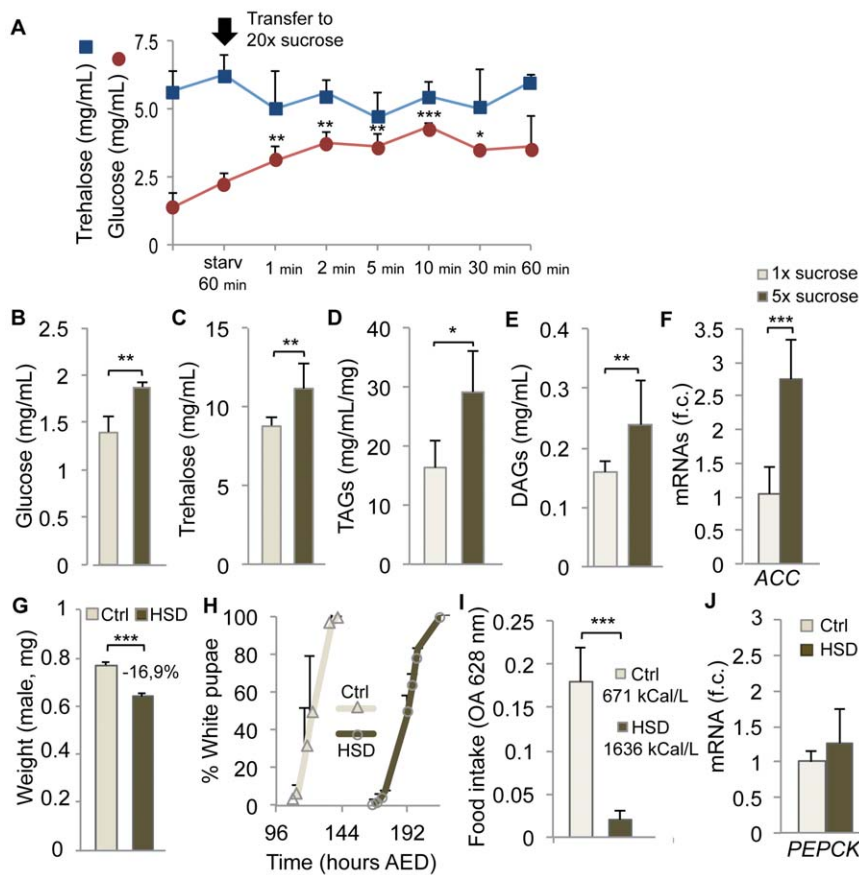 A
Transfer to
20x sucrose
Trehalose (mg/mL)
Glucose (mg/mL)
7.5
5.0
2.5
0
** ** ** *** *
starv
60 min
1 min 2 min 5 min 10 min 30 min 60 min
1x sucrose
5x sucrose
B
Glucose (mg/mL)
2.5
2
1.5
1
0.5
0
**
C
Trehalose (mg/mL)
15
10
5
0
**
D
TAGs (mg/mL/mg)
40
30
20
10
0
*
E
DAGs (mg/mL)
0.4
0.3
0.2
0.1
0
**
F
mRNAs (f.c.)
3.5
3
2.5
2
1.5
1
0.5
0
***
ACC
G
Ctrl HSD
Weight (male, mg)
1
0.8
0.6
0.4
0.2
0
***
-16,9%
H
% White pupae
100
80
60
40
20
0
Ctrl
HSD
96 144 192
Time (hours AED)
I
Food intake (OA 628 nm)
0.25
0.2
0.15
0.1
0.05
0
***
Ctrl
671 kCal/L
HSD
1636 kCal/L
J
Ctrl
HSD
mRNA (f.c.)
3
2.5
2
1.5
1
0.5
0
PEPCK